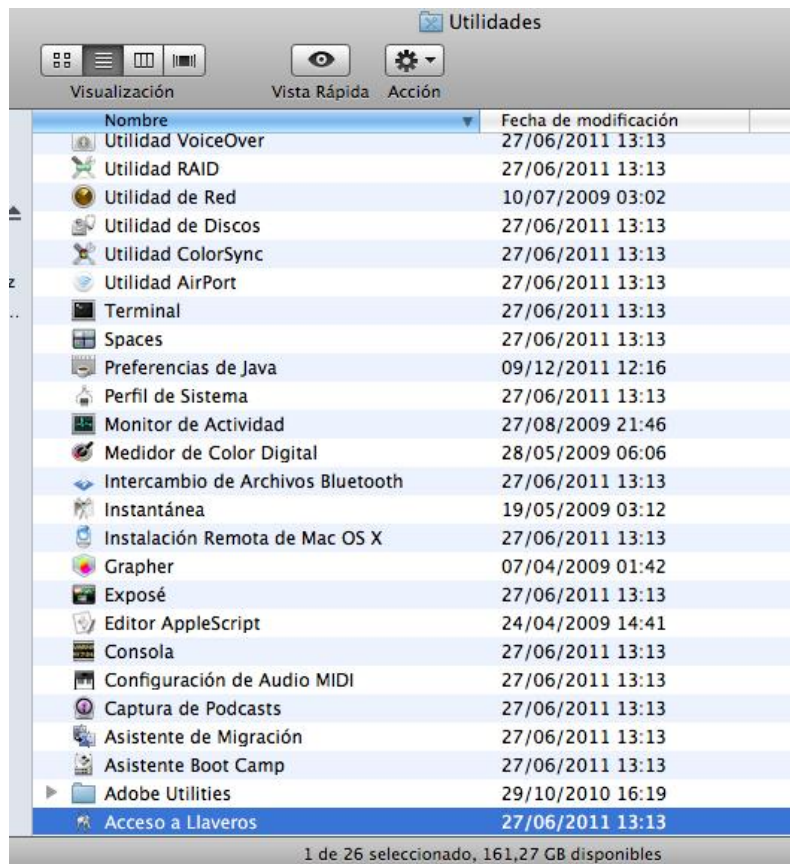 Utilidades
Visualización Vista Rápida Acción
Nombre Fecha de modificación
Utilidad VoiceOver 27/06/2011 13:13
Utilidad RAID 27/06/2011 13:13
Utilidad de Red 10/07/2009 03:02
Utilidad de Discos 27/06/2011 13:13
Utilidad ColorSync 27/06/2011 13:13
z Utilidad AirPort 27/06/2011 13:13
.. Terminal 27/06/2011 13:13
Spaces 27/06/2011 13:13
Preferencias de Java 09/12/2011 12:16
Perfil de Sistema 27/06/2011 13:13
Monitor de Actividad 27/08/2009 21:46
Medidor de Color Digital 28/05/2009 06:06
Intercambio de Archivos Bluetooth 27/06/2011 13:13
Instantánea 19/05/2009 03:12
Instalación Remota de Mac OS X 27/06/2011 13:13
Grapher 07/04/2009 01:42
Exposé 27/06/2011 13:13
Editor AppleScript 24/04/2009 14:41
Consola 27/06/2011 13:13
Configuración de Audio MIDI 27/06/2011 13:13
Captura de Podcasts 27/06/2011 13:13
Asistente de Migración 27/06/2011 13:13
Asistente Boot Camp 27/06/2011 13:13
Adobe Utilities 29/10/2010 16:19
Acceso a Llaveros 27/06/2011 13:13
1 de 26 seleccionado, 161,27 GB disponibles